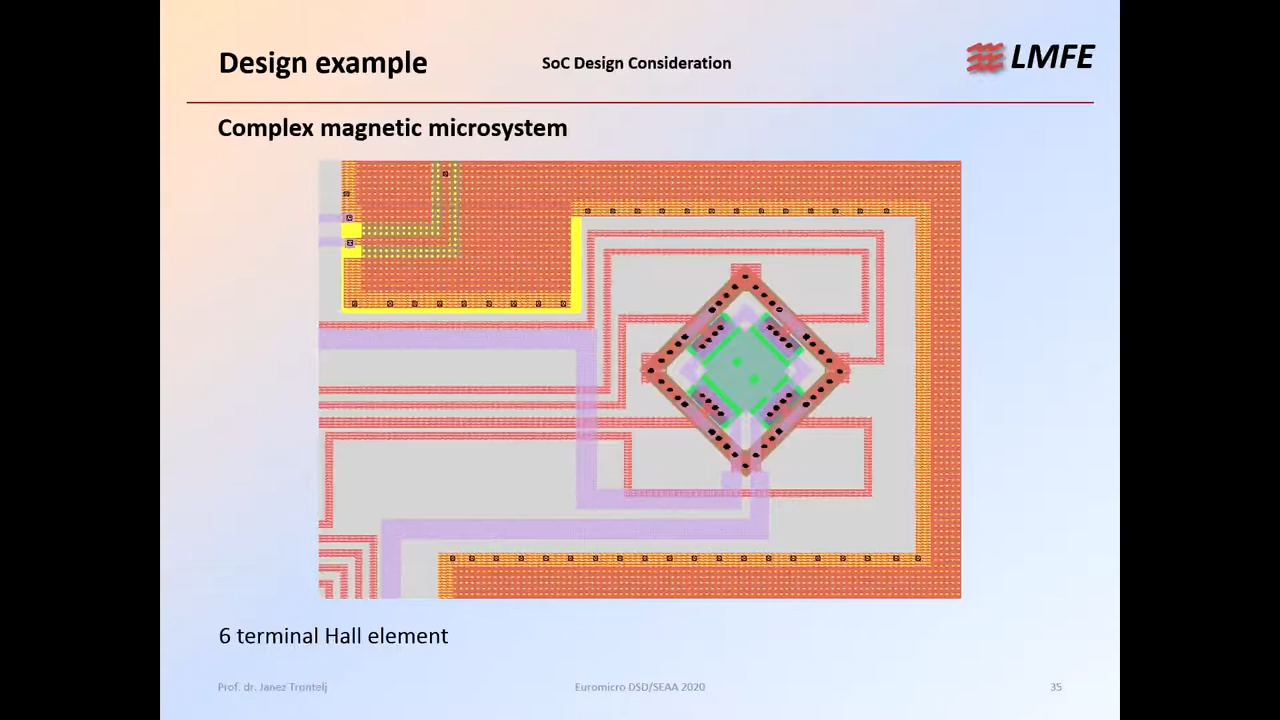 Design example
SoC Design Consideration
LMFE
Complex magnetic microsystem
6 terminal Hall element
Prof. dr. Janez Trontelj
Euromicro DSD/SEAA 2020
35